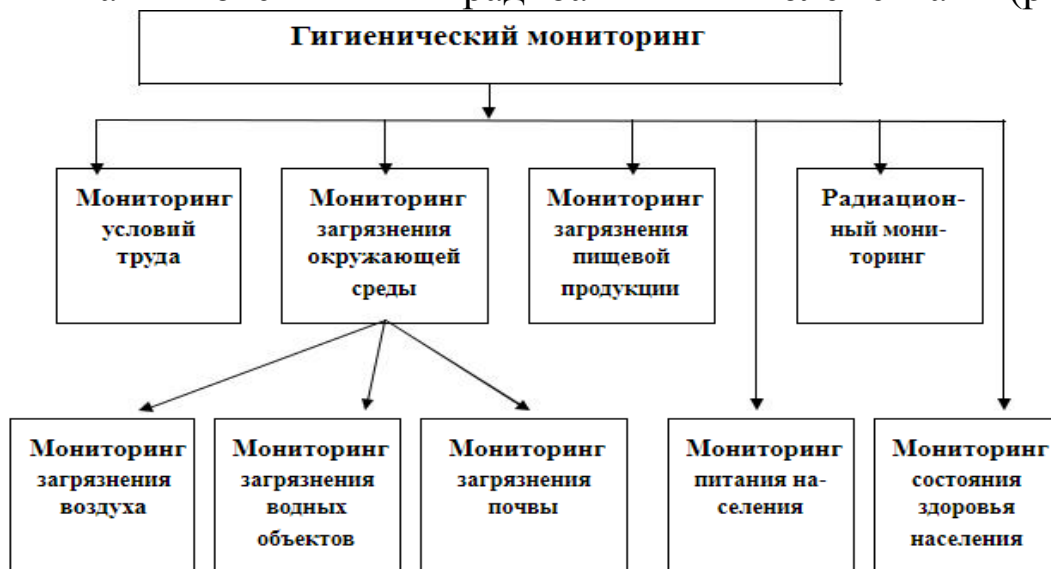 Гигиенический мониторинг
Мониторинг
условий
труда
Мониторинг
загрязнения
окружающей
среды
Мониторинг
загрязнения
пищевой
продукции
Радиацион-
ный мони-
торинг
Мониторинг
загрязнения
воздуха
Мониторинг
загрязнения
водных
объектов
Мониторинг
загрязнения
почвы
Мониторинг
питания на-
селения
Мониторинг
состояния
здоровья
населения